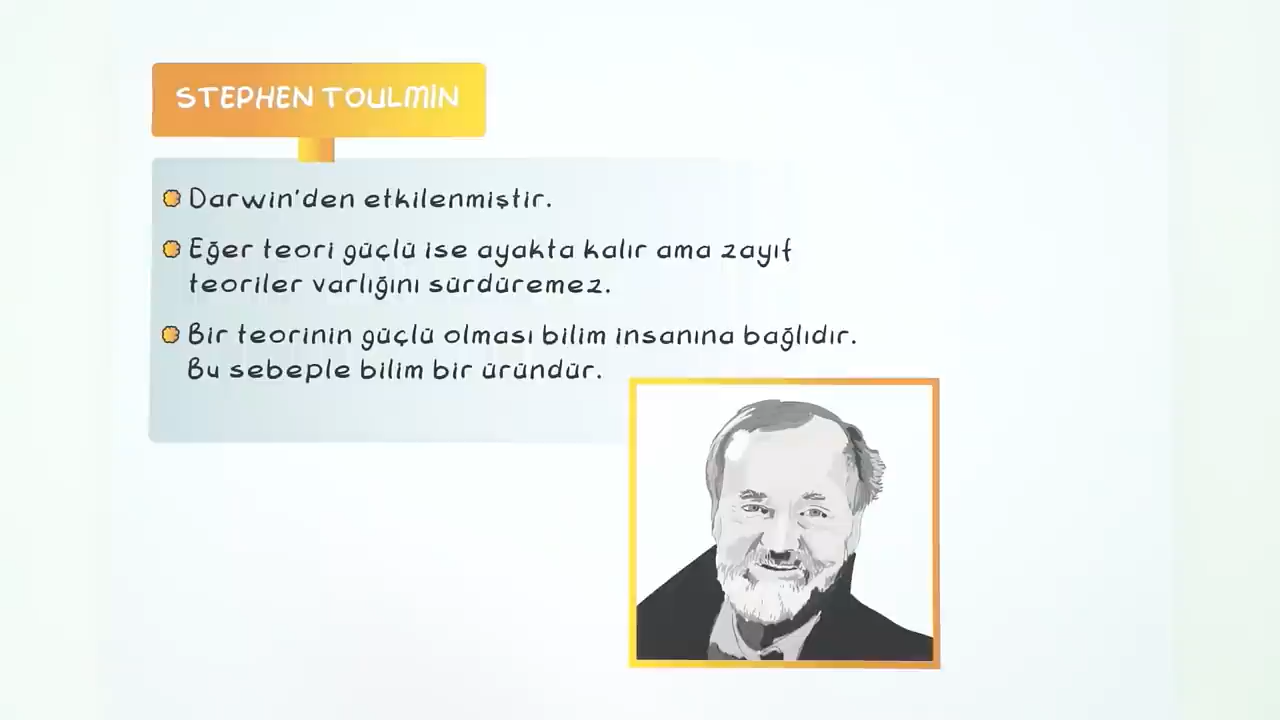 STEPHEN TOULMİN
Darwin'den etkilenmiştir.
Eğer teori güçlü ise ayakta kalır ama zayıf
teoriler varlığını sürdüremez.
Bir teorinin güçlü olması bilim insanına bağlıdır.
Bu sebeple bilim bir üründür.